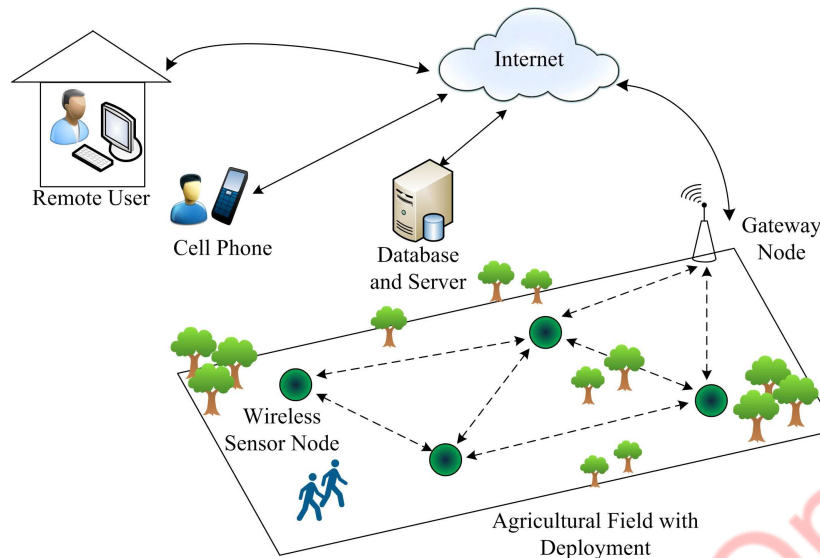 Internet
Remote User
Cell Phone
Database
and Server
Gateway
Node
Wireless
Sensor Node
Agricultural Field with
Deployment